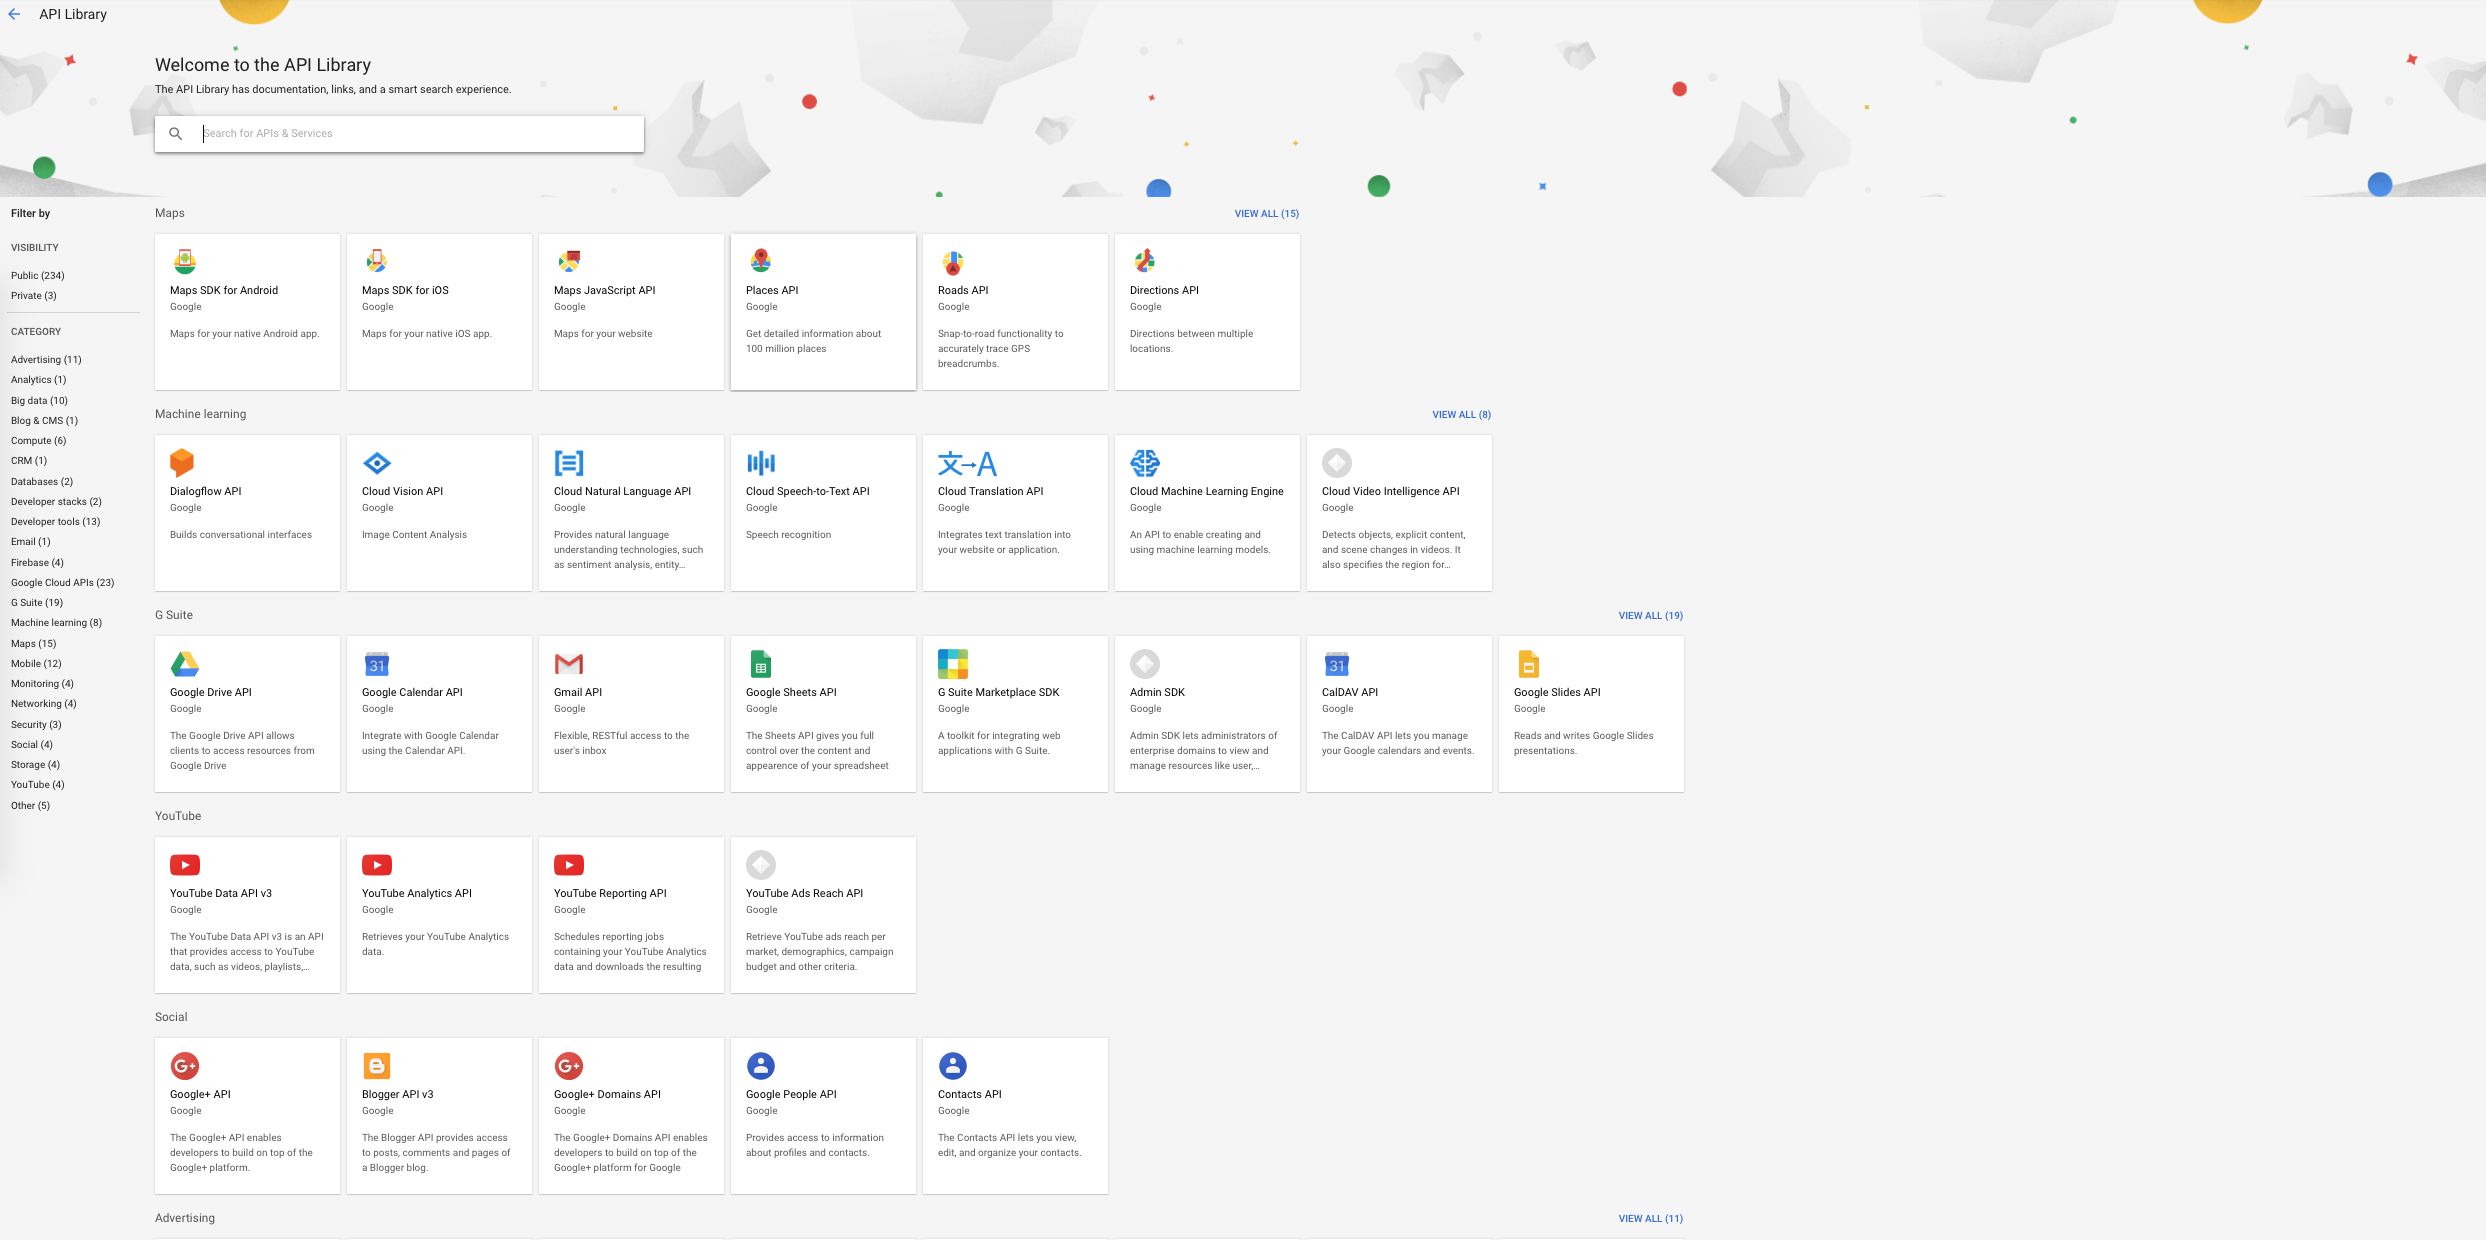 API Library
Welcome to the API Library
The API Library has documentation, links, and a smart search experience.
Search for APIs & Services
Filter by
VISIBILITY
Public (234)
Private (3)
CATEGORY
Advertising (11)
Analytics (1)
Big data (10)
Blog & CMS (1)
Compute (6)
CRM (1)
Databases (2)
Developer stacks (2)
Developer tools (13)
Email (1)
Firebase (4)
Google Cloud APIs (23)
G Suite (19)
Machine learning (8)
Maps (15)
Mobile (12)
Monitoring (4)
Networking (4)
Security (3)
Social (4)
Storage (4)
YouTube (4)
Other (5)
Maps
VIEW ALL (15)
Maps SDK for Android
Google
Maps for your native Android app.
Maps SDK for iOS
Google
Maps for your native iOS app.
Maps JavaScript API
Google
Maps for your website
Places API
Google
Get detailed information about
100 million places
Roads API
Google
Snap-to-road functionality to
accurately trace GPS
breadcrumbs.
Directions API
Google
Directions between multiple
locations.
Machine learning
VIEW ALL (8)
Dialogflow API
Google
Builds conversational interfaces
Cloud Vision API
Google
Image Content Analysis
Cloud Natural Language API
Google
Provides natural language
understanding technologies, such
as sentiment analysis, entity...
Cloud Speech-to-Text API
Google
Speech recognition
文→A
Cloud Translation API
Google
Integrates text translation into
your website or application.
Cloud Machine Learning Engine
Google
An API to enable creating and
using machine learning models.
Cloud Video Intelligence API
Google
Detects objects, explicit content,
and scene changes in videos. It
also specifies the region for...
G Suite
VIEW ALL (19)
Google Drive API
Google
The Google Drive API allows
clients to access resources from
Google Drive
31
Google Calendar API
Google
Integrate with Google Calendar
using the Calendar API.
Gmail API
Google
Flexible, RESTful access to the
user's inbox
Google Sheets API
Google
The Sheets API gives you full
control over the content and
appearence of your spreadsheet
G Suite Marketplace SDK
Google
A toolkit for integrating web
applications with G Suite.
Admin SDK
Google
Admin SDK lets administrators of
enterprise domains to view and
manage resources like user,...
31
CalDAV API
Google
The CalDAV API lets you manage
your Google calendars and events.
Google Slides API
Google
Reads and writes Google Slides
presentations.
YouTube
YouTube Data API v3
Google
The YouTube Data API v3 is an API
that provides access to YouTube
data, such as videos, playlists,...
YouTube Analytics API
Google
Retrieves your YouTube Analytics
data.
YouTube Reporting API
Google
Schedules reporting jobs
containing your YouTube Analytics
data and downloads the resulting
YouTube Ads Reach API
Google
Retrieve YouTube ads reach per
market, demographics, campaign
budget and other criteria.
Social
G+
Google+ API
Google
The Google+ API enables
developers to build on top of the
Google+ platform.
Blogger API v3
Google
The Blogger API provides access
to posts, comments and pages of
a Blogger blog.
G+
Google+ Domains API
Google
The Google+ Domains API enables
developers to build on top of the
Google+ platform for Google
Google People API
Google
Provides access to information
about profiles and contacts.
Contacts API
Google
The Contacts API lets you view,
edit, and organize your contacts.
Advertising
VIEW ALL (11)